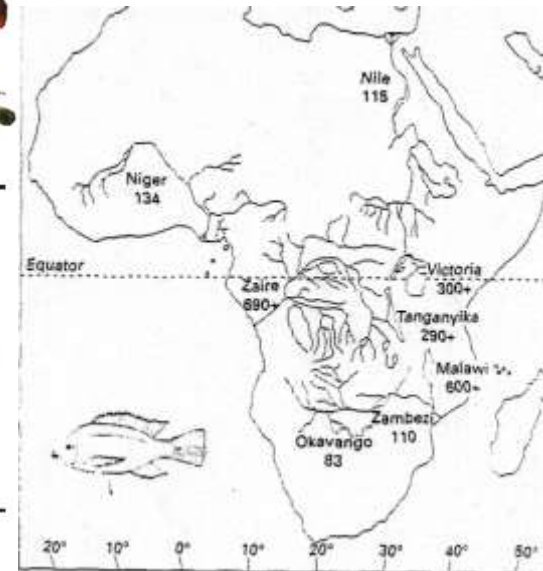 Nile
115
Niger
134
Equator
Victoria
300+
Zaire
690+
Tanganyika
290+
Malawi
600+
Zambezi
110
Okavango
83
20° 10° 0° 10° 20° 30° 40° 50°